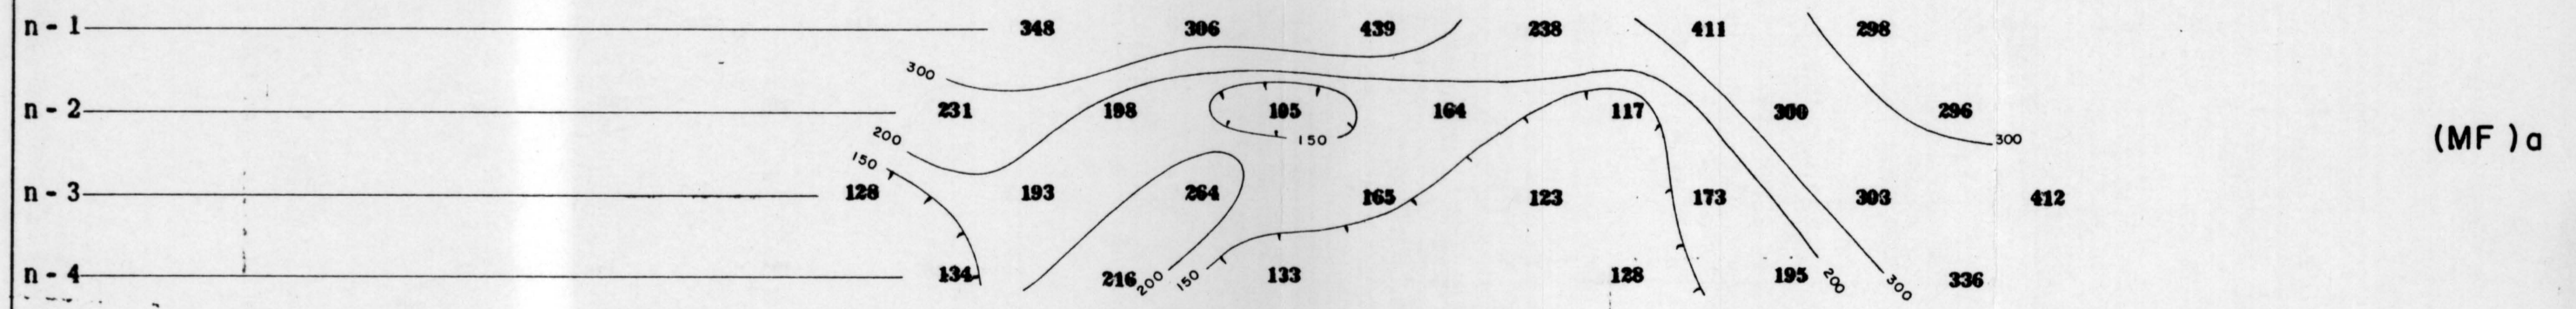 n - 1 348 306 439 238 411 298
300
n - 2 231 198 105 164 117 300 296
200 150 300 (MF)a
150
n - 3 128 193 264 165 123 173 303 412
n - 4 134 216 200 150 133 128 195 200 300 336